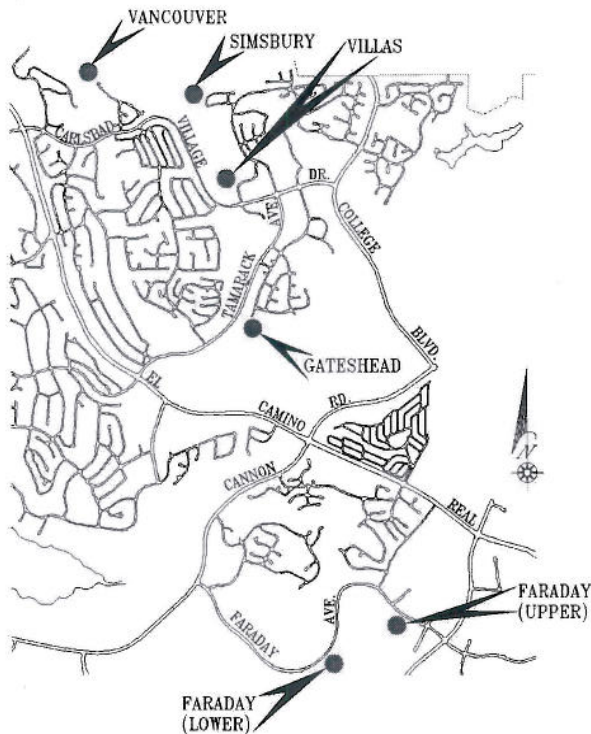 VANCOUVER
SIMSBURY
VILLAS
CARLSBAD
VILLAGE
DR.
AVE.
TAMARACK
COLLEGE
BLVD.
GATESHEAD
EL
CAMINO
RD.
CANNON
REAL
N
FARADAY
AVE.
FARADAY
(UPPER)
FARADAY
(LOWER)